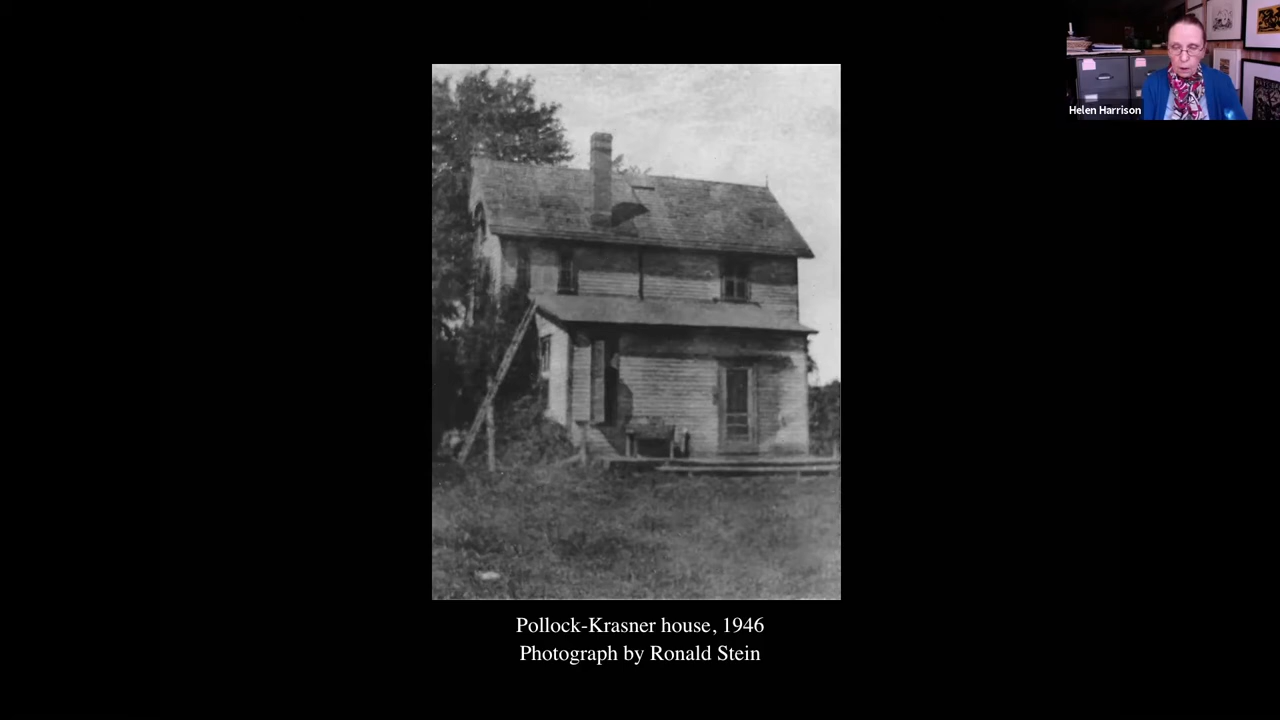 Helen Harrison
Pollock-Krasner house, 1946
Photograph by Ronald Stein